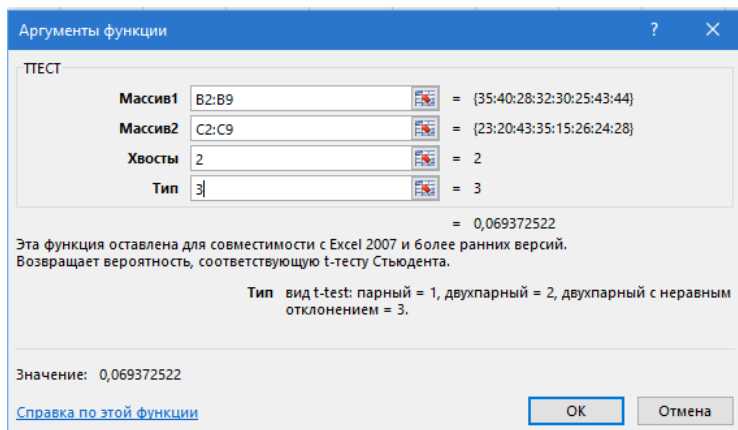 Аргументы функции ? ×
ТТЕСТ
Массив1 B2:B9 = {35:40:28:32:30:25:43:44}
Массив2 C2:C9 = {23:20:43:35:15:26:24:28}
Хвосты 2 = 2
Тип 3 = 3
= 0,069372522
Эта функция оставлена для совместимости с Excel 2007 и более ранних версий.
Возвращает вероятность, соответствующую t-тесту Стьюдента.
Тип вид t-test: парный = 1, двухпарный = 2, двухпарный с неравным
отклонением = 3.
Значение: 0,069372522
Справка по этой функции ОК Отмена